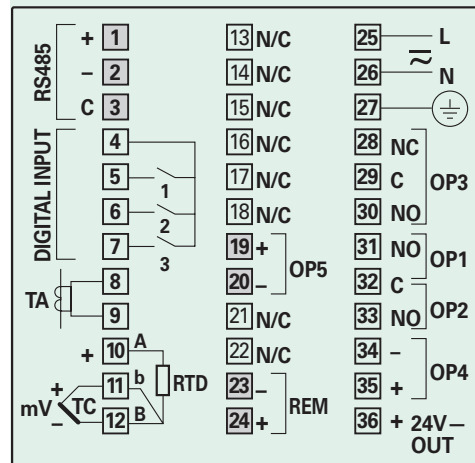 RS485
+ 1
– 2
C 3
DIGITAL INPUT
4
5 1
6 2
7 3
TA
8
9
+ 10 A
11 b
12 B
RTD
+ mV – TC
13 N/C
14 N/C
15 N/C
16 N/C
17 N/C
18 N/C
19 +
20 –
OP5
21 N/C
22 N/C
23 –
24 +
REM
25 L
26 N
27
28 NC
29 C
30 NO
OP3
31 NO
OP1
32 C
33 NO
OP2
34 –
35 +
OP4
36 + 24V
OUT